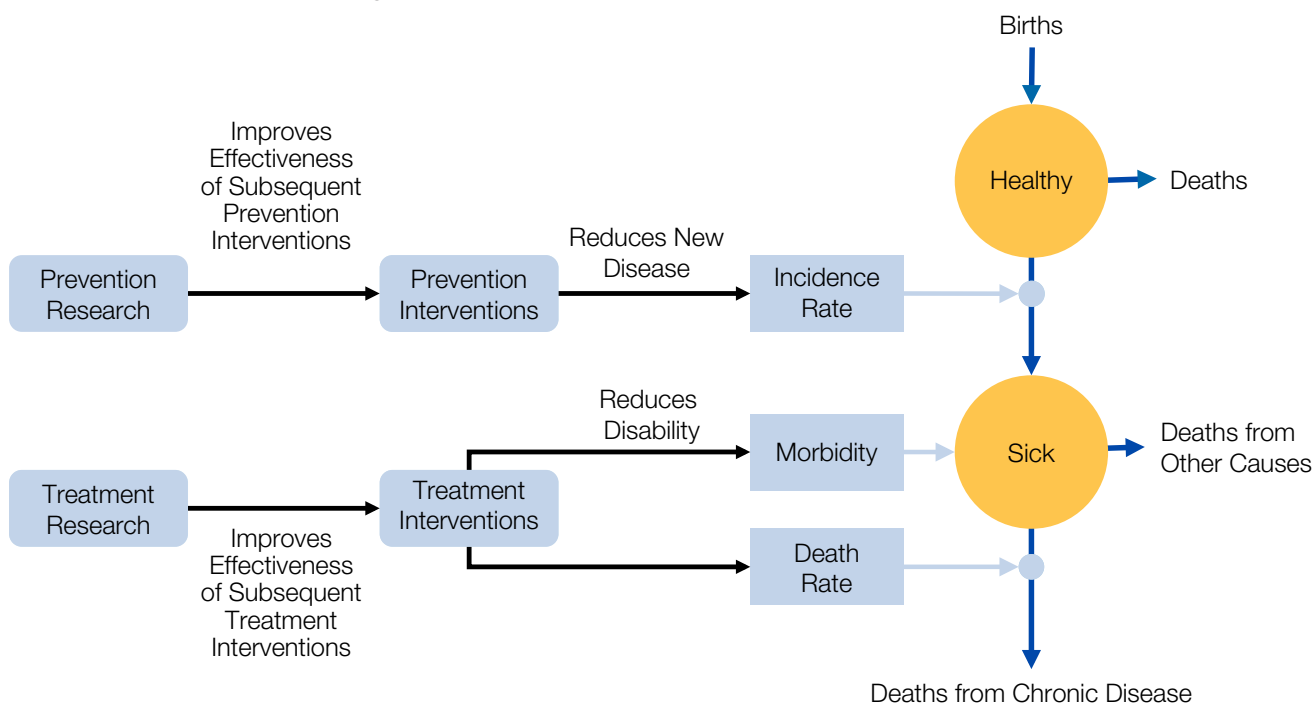 Births
Improves
Effectiveness
of Subsequent
Prevention
Interventions
Healthy
Deaths
Reduces New
Disease
Prevention
Research
Prevention
Interventions
Incidence
Rate
Reduces
Disability
Morbidity
Sick
Deaths from
Other Causes
Treatment
Research
Treatment
Interventions
Improves
Effectiveness
of Subsequent
Treatment
Interventions
Death
Rate
Deaths from Chronic Disease